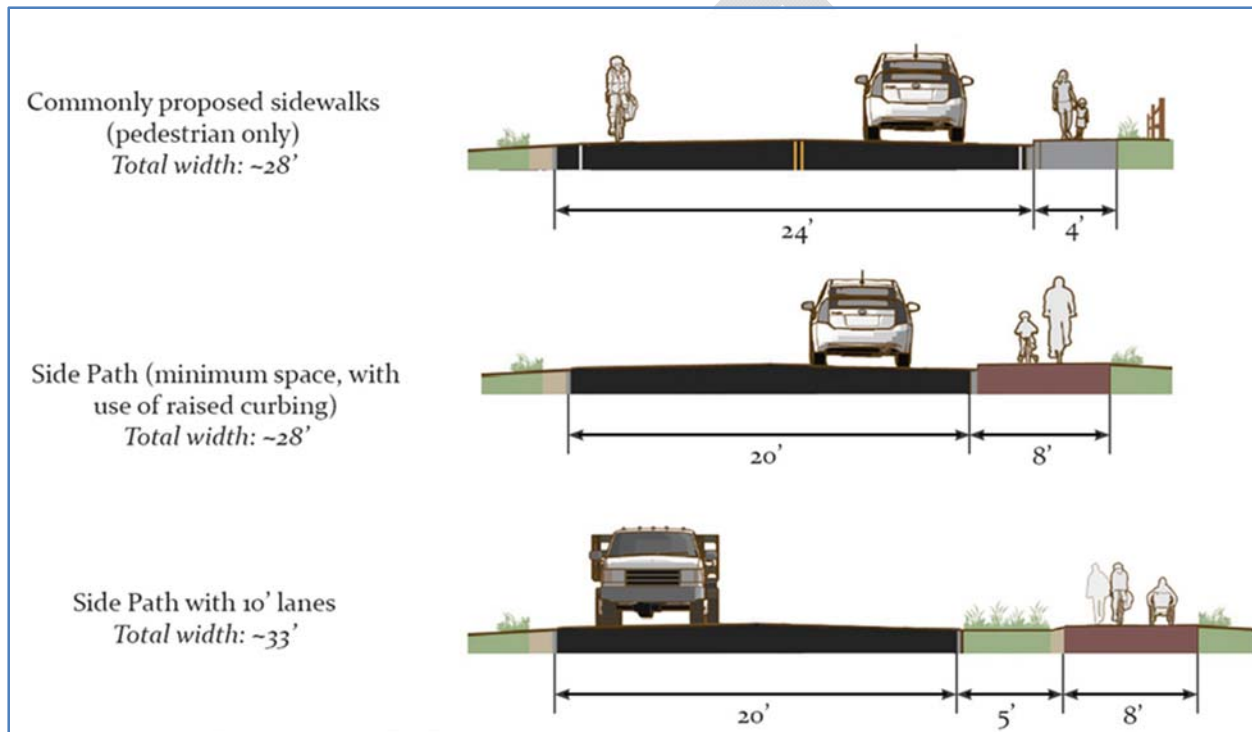 Commonly proposed sidewalks
(pedestrian only)
Total width: ~28’
24’
4’
Side Path (minimum space, with
use of raised curbing)
Total width: ~28’
20’
8’
Side Path with 10’ lanes
Total width: ~33’
20’
5’
8’